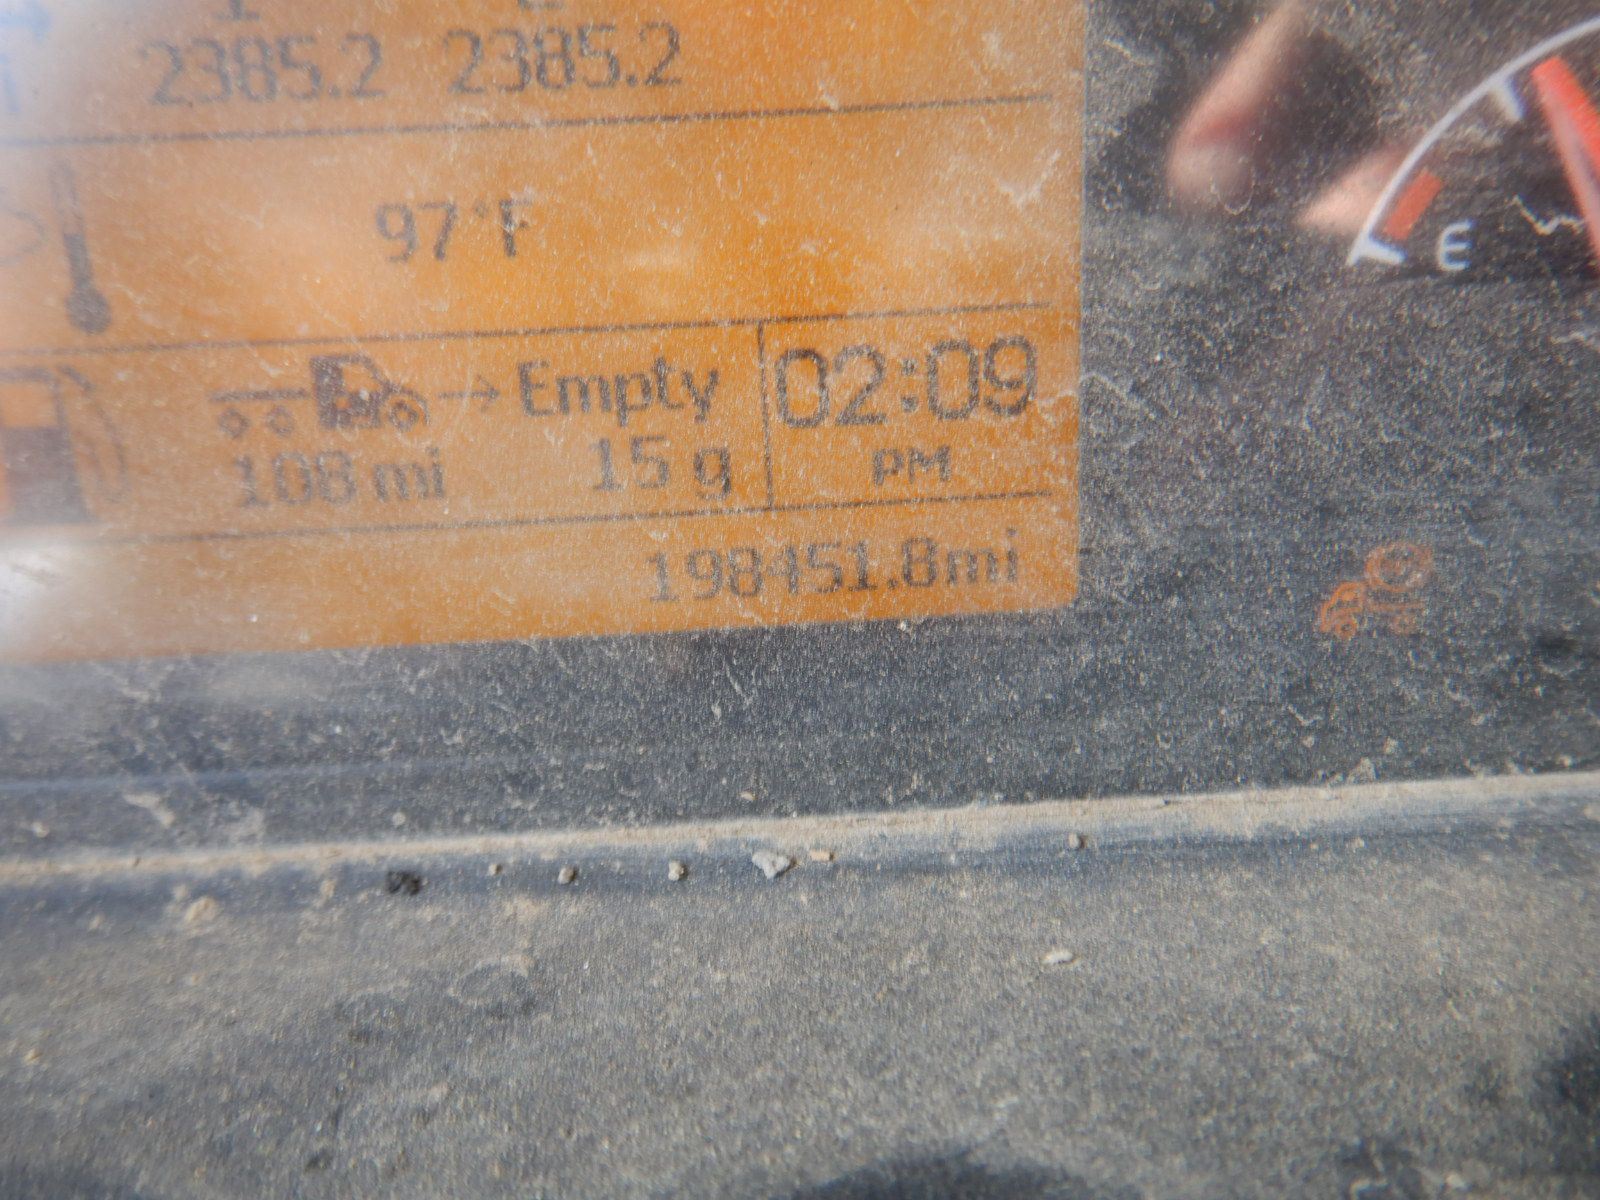 2385.2 2385.2
97°F
E
Empty 02:09
108 mi 15 g PM
198451.8mi